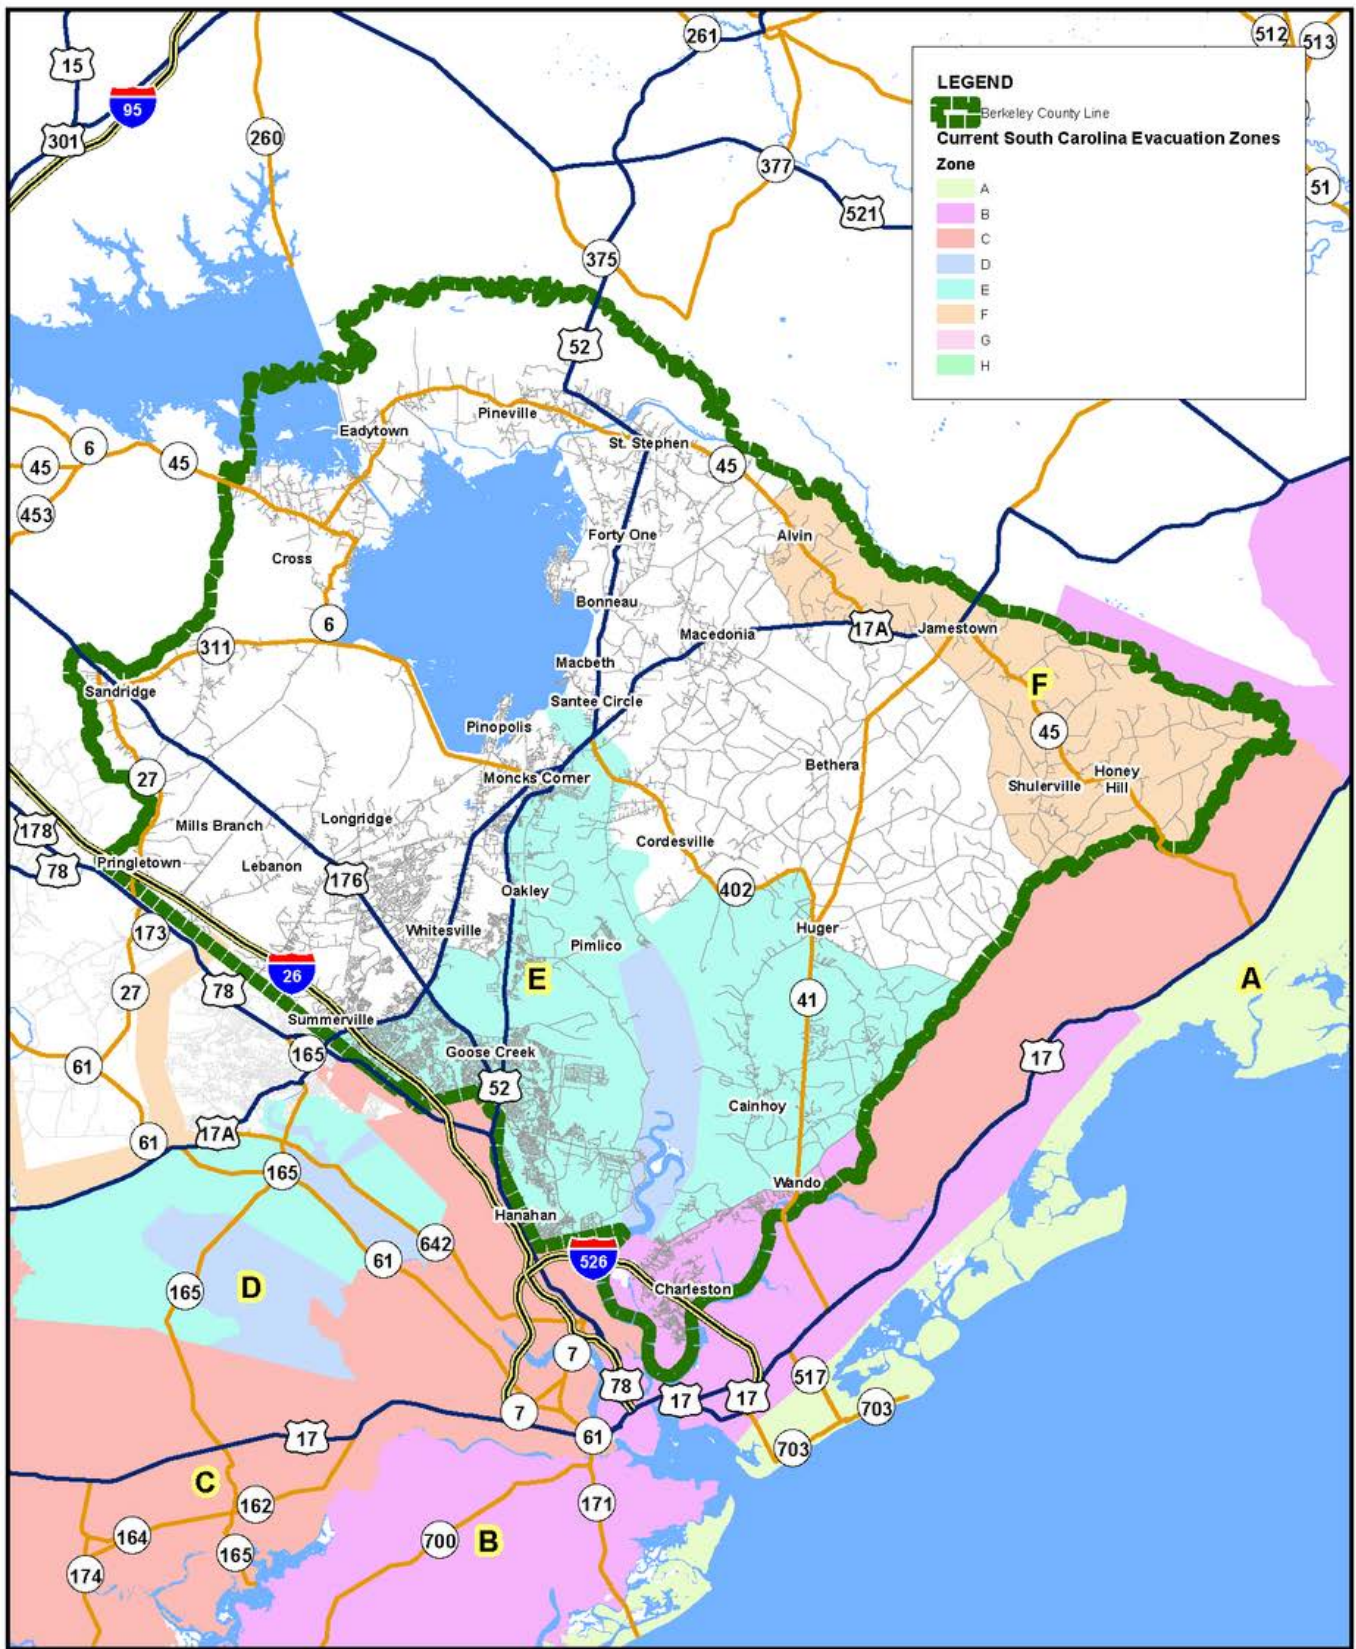 261
512
513
15
95
301
260
377
51
521
LEGEND
Berkeley County Line
Current South Carolina Evacuation Zones
Zone
A
B
C
D
E
F
G
H
375
52
Pineville
Eadytown
St. Stephen
6
45
45
45
453
Forty One
Alvin
Cross
Bonneau
6
17A
Jamestown
311
Macedonia
Macbeth
Sandridge
F
Santee Circle
Pinopolis
45
27
Moncks Corner
Bethera
Honey
Hill
Shulerville
178
Mills Branch
Longridge
Cordesville
78
Pringletown
Lebanon
176
Oakley
402
173
Whitesville
Huger
Pimlico
26
E
A
27
78
41
Summerville
165
Goose Creek
17
61
52
Cainhoy
17A
61
165
Wando
Hanahan
642
61
526
D
165
Charleston
7
78
517
17
17
7
703
17
61
703
C
162
171
164
700
B
165
174